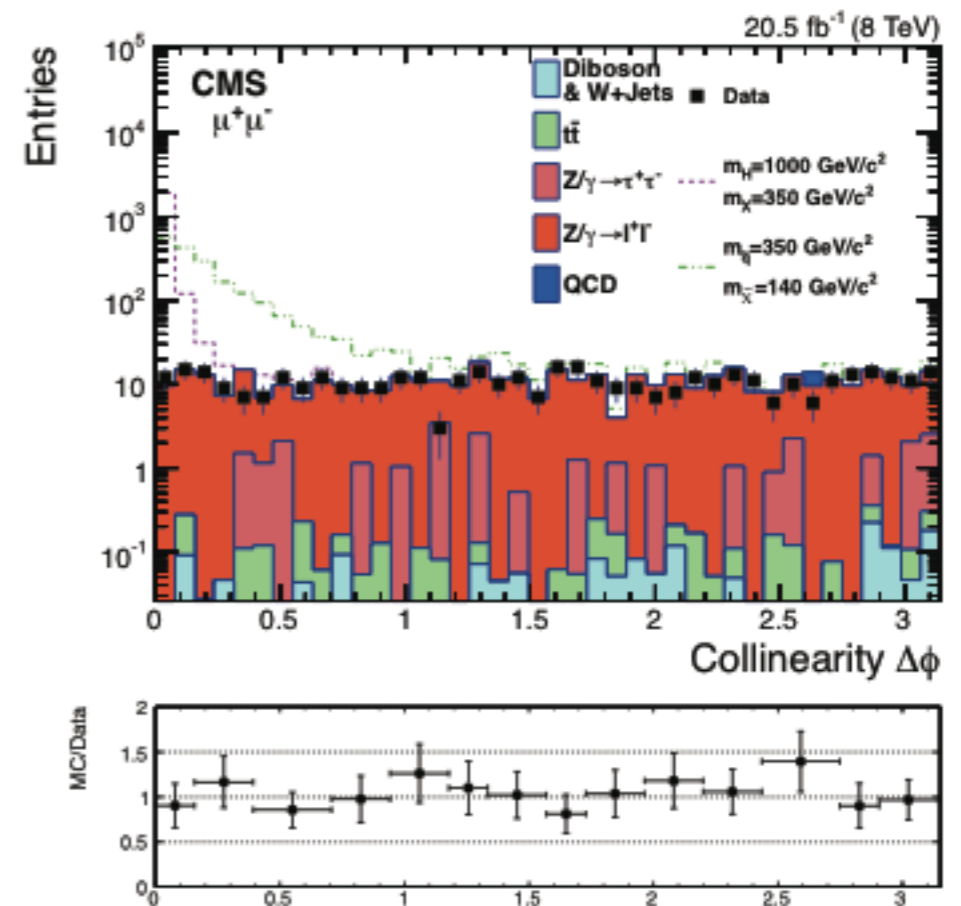 20.5 fb⁻¹ (8 TeV)
Entries
10⁵
10⁴
10³
10²
10
1
10⁻¹
CMS
μ⁺μ⁻
Diboson
& W+Jets
tt̄
Z/γ→τ⁺τ⁻
Z/γ→l⁺l⁻
QCD
Data
m_H=1000 GeV/c²
m_X=350 GeV/c²
m_q̃=350 GeV/c²
m_χ̃=140 GeV/c²
0 0.5 1 1.5 2 2.5 3
Collinearity Δϕ
MC/Data
2
1.5
1
0.5
0
0 0.5 1 1.5 2 2.5 3